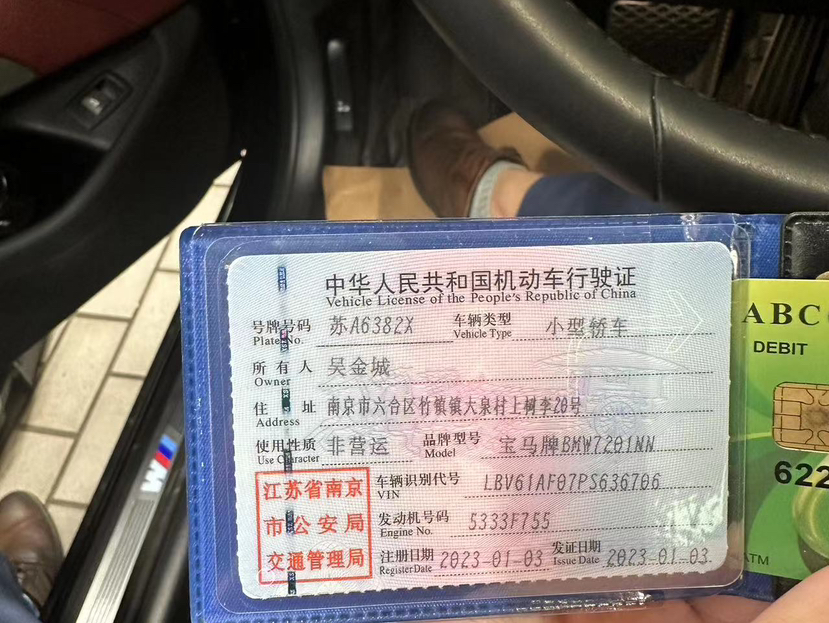 中华人民共和国机动车行驶证
Vehicle License of the People's Republic of China
号牌号码 苏A6382X 车辆类型 小型轿车
Plate No. Vehicle Type
所有人 吴金城
Owner
住址 南京市六合区竹镇镇大泉村上树李20号
Address
使用性质 非营运 品牌型号 宝马牌BMW7201NN
Use Character Model
江苏省南京
市公安局
交通管理局
车辆识别代号 LBV61AF07PS636706
VIN
发动机号码 5333F755
Engine No.
注册日期 2023-01-03 发证日期 2023-01-03
Register Date Issue Date
ABC
DEBIT
622
ATM
M